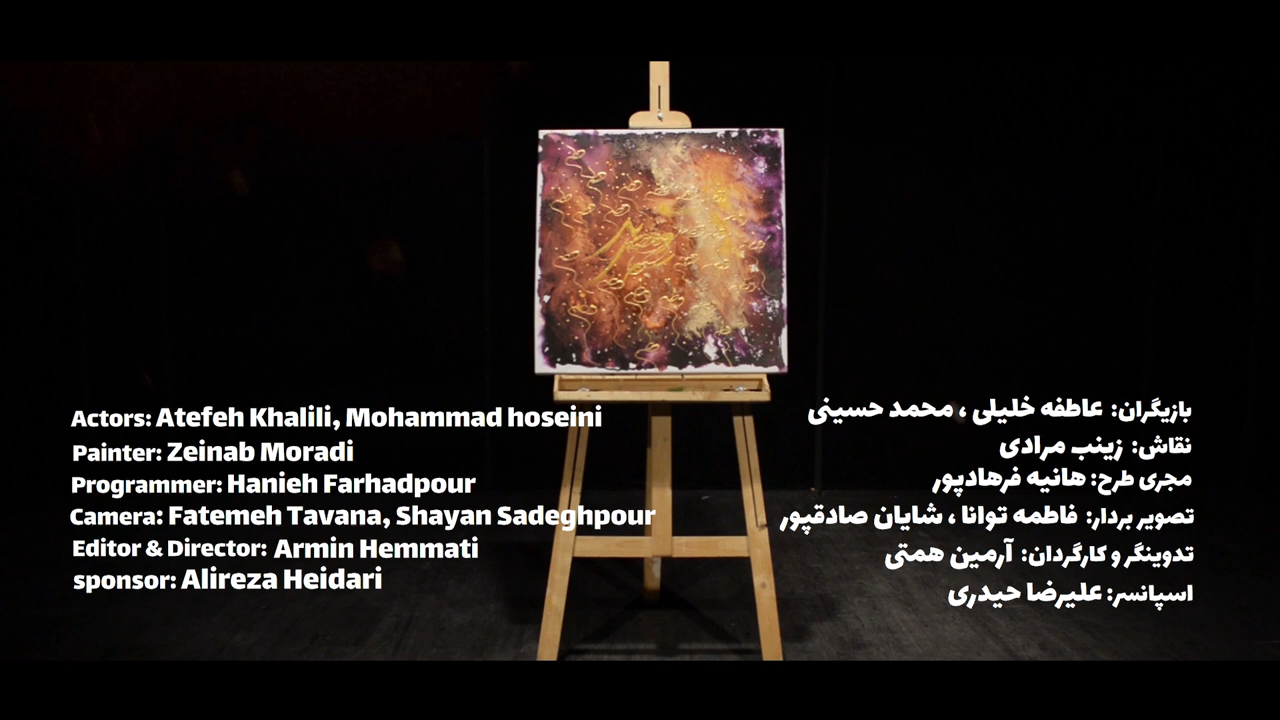 Actors: Atefeh Khalili, Mohammad hoseini
Painter: Zeinab Moradi
Programmer: Hanieh Farhadpour
Camera: Fatemeh Tavana, Shayan Sadeghpour
Editor & Director: Armin Hemmati
sponsor: Alireza Heidari
بازیگران: عاطفه خلیلی ، محمد حسینی
نقاش: زینب مرادی
مجری طرح: هانیه فرهادپور
تصویر بردار: فاطمه توانا ، شایان صادقپور
تدوینگر و کارگردان: آرمین همتی
اسپانسر: علیرضا حیدری